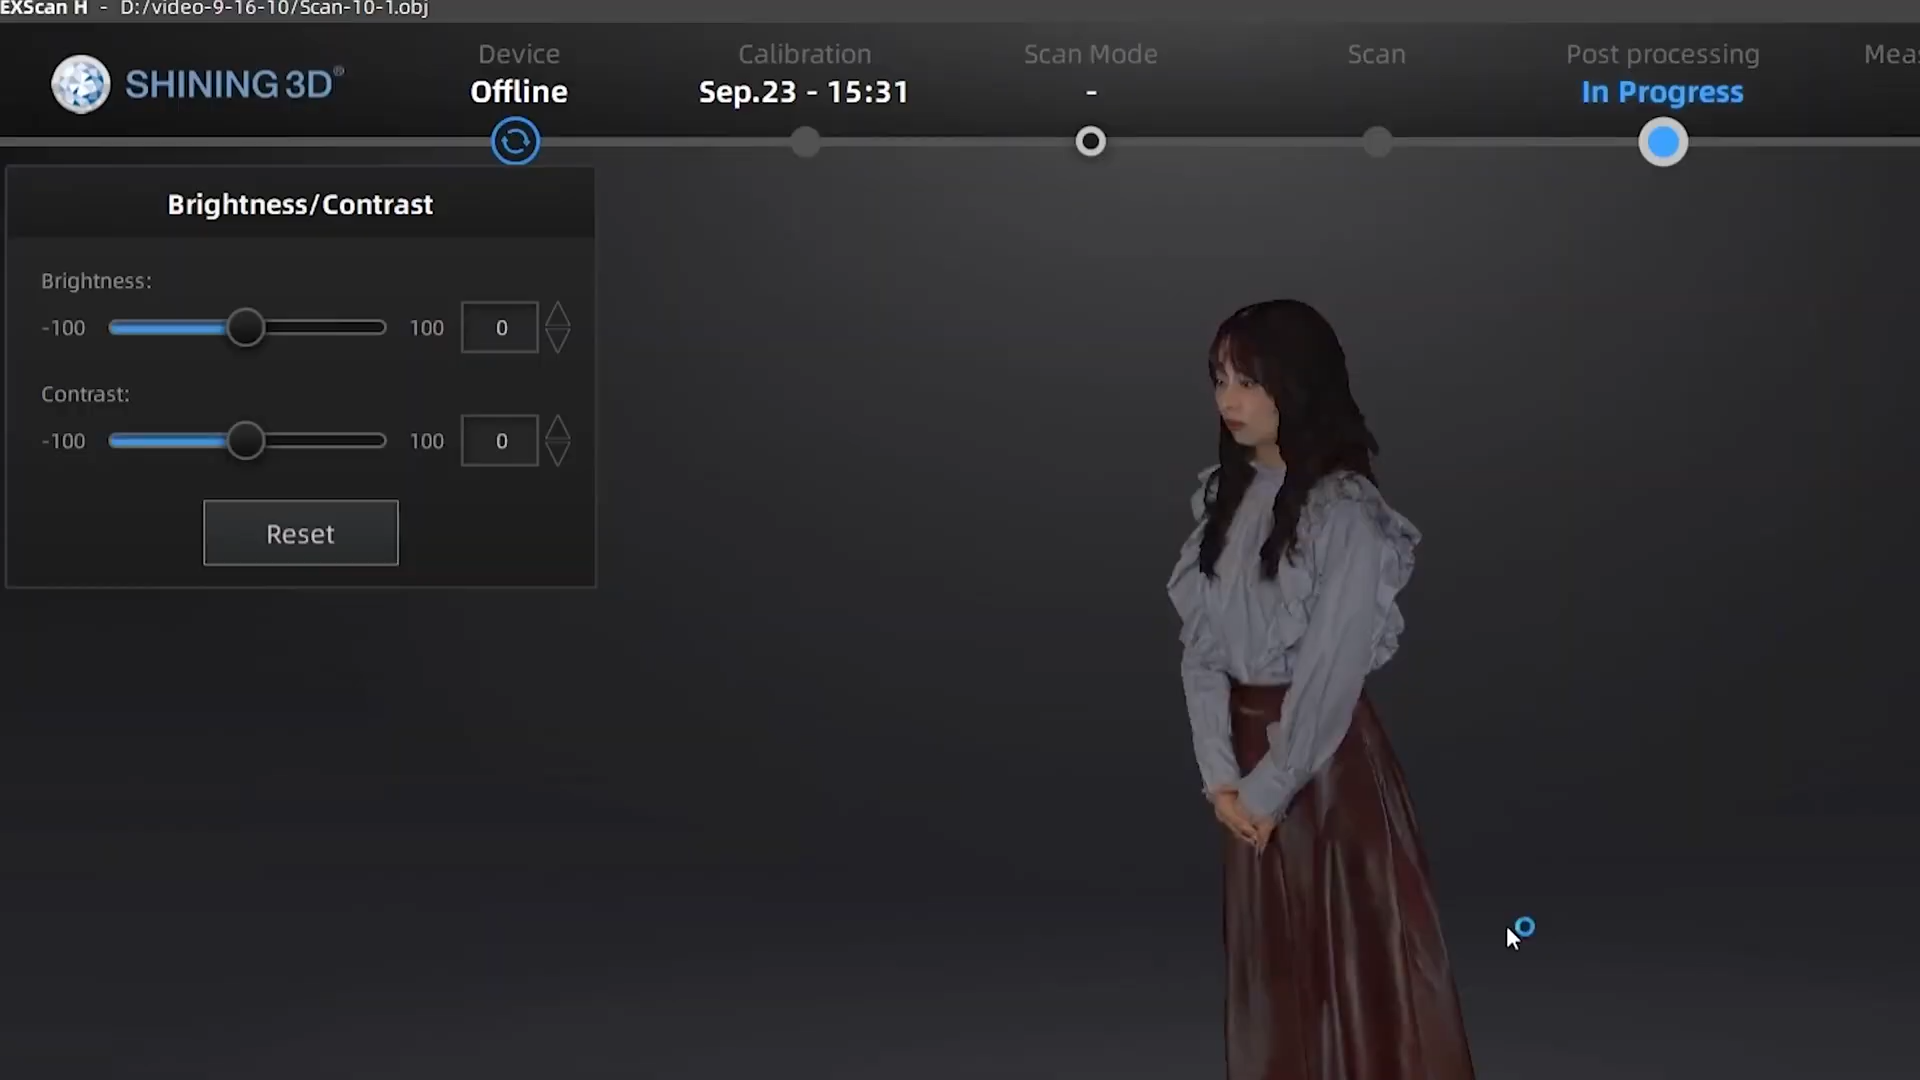 EXScan H - D:/video-9-16-10/Scan-10-1.obj
SHINING 3D®
Device
Offline
Calibration
Sep.23 - 15:31
Scan Mode
-
Scan
Post processing
In Progress
Meas
Brightness/Contrast
Brightness:
-100 100 0
Contrast:
-100 100 0
Reset